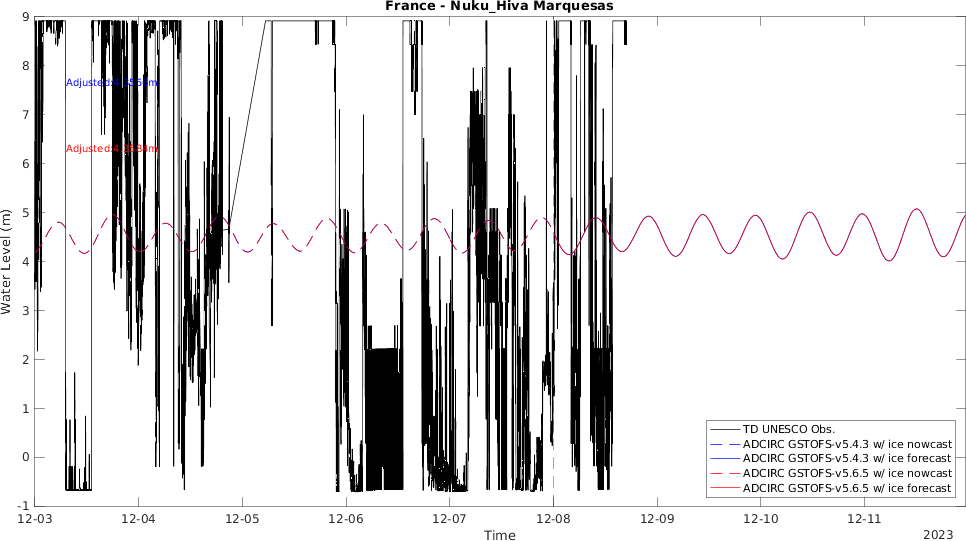 France - Nuku_Hiva Marquesas
9
8
7
6
5
4
3
2
1
0
-1
Water Level (m)
Adjusted:
Adjusted:
12-03
12-04
12-05
12-06
12-07
12-08
12-09
12-10
12-11
2023
Time
TD UNESCO Obs.
ADCIRC GSTOFS-v5.4.3 w/ ice nowcast
ADCIRC GSTOFS-v5.4.3 w/ ice forecast
ADCIRC GSTOFS-v5.6.5 w/ ice nowcast
ADCIRC GSTOFS-v5.6.5 w/ ice forecast